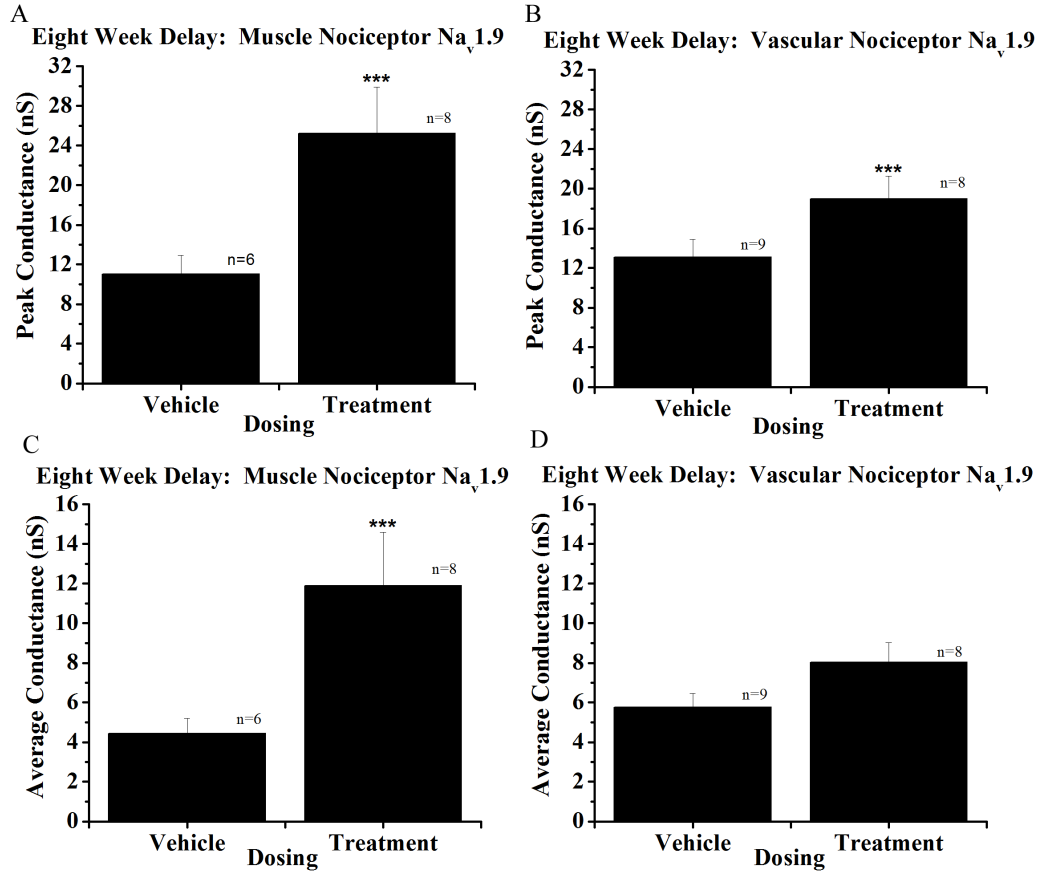 A
Eight Week Delay: Muscle Nociceptor Nav1.9
Peak Conductance (nS)
32
28
24
20
16
12
8
4
0
***
n=8
n=6
Vehicle
Treatment
Dosing
B
Eight Week Delay: Vascular Nociceptor Nav1.9
Peak Conductance (nS)
32
28
24
20
16
12
8
4
0
***
n=8
n=9
Vehicle
Treatment
Dosing
C
Eight Week Delay: Muscle Nociceptor Nav1.9
Average Conductance (nS)
16
14
12
10
8
6
4
2
0
***
n=8
n=6
Vehicle
Treatment
Dosing
D
Eight Week Delay: Vascular Nociceptor Nav1.9
Average Conductance (nS)
16
14
12
10
8
6
4
2
0
n=8
n=9
Vehicle
Treatment
Dosing